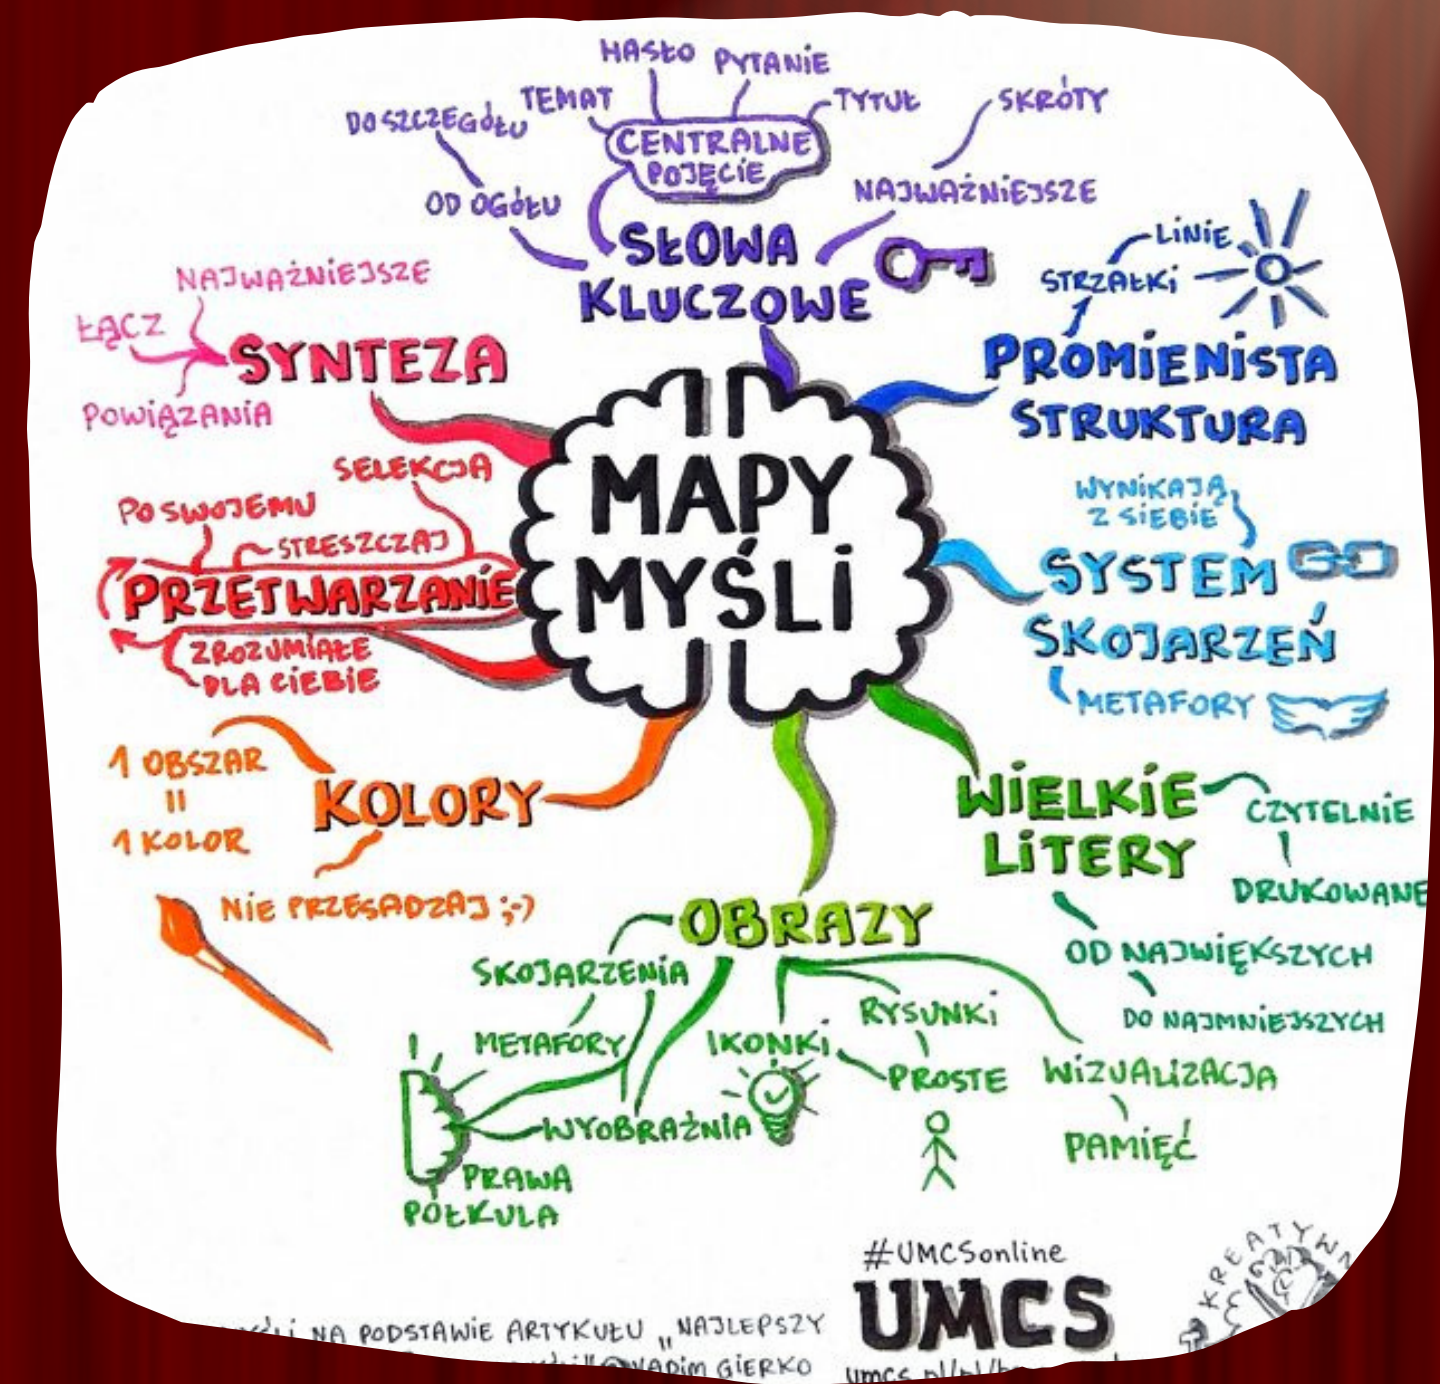 MAPY
MYŚLI
HASŁO
PYTANIE
TEMAT
TYTUŁ
CENTRALNE
POJĘCIE
DO SZCZEGÓŁU
OD OGÓŁU
SKRÓTY
NAJWAŻNIEJSZE
SŁOWA
KLUCZOWE
LINIE
STRZAŁKI
PROMIENISTA
STRUKTURA
WYNIKAJĄ
Z SIEBIE
SYSTEM
SKOJARZEŃ
METAFORY
WIELKIE
LITERY
CZYTELNIE
DRUKOWANE
OD NAJWIĘKSZYCH
DO NAJMNIEJSZYCH
OBRAZY
SKOJARZENIA
METAFORY
WYOBRAŹNIA
PRAWA
PÓŁKULA
IKONKI
RYSUNKI
PROSTE
WIZUALIZACJA
PAMIĘĆ
KOLORY
1 OBSZAR
=
1 KOLOR
NIE PRZESADZAJ ;-)
PRZETWARZANIE
SELEKCJA
PO SWOJEMU
STRESZCZAJ
ZROZUMIAŁE
DLA CIEBIE
SYNTEZA
NAJWAŻNIEJSZE
ŁĄCZ
POWIĄZANIA
#UMCSonline
UMCS
NA PODSTAWIE ARTYKUŁU „NAJLEPSZY
VADIM GIERKO